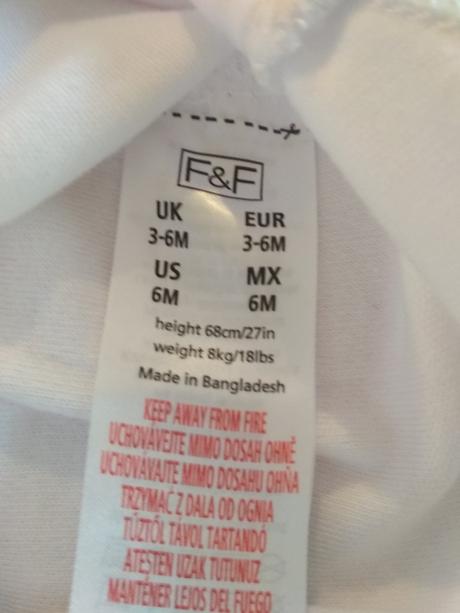 F&F
UK EUR
3-6M 3-6M
US MX
6M 6M
height 68cm/27in
weight 8kg/18lbs
Made in Bangladesh
KEEP AWAY FROM FIRE
UCHOVÁVEJTE MIMO DOSAH OHNĚ
UCHOVÁVAJTE MIMO DOSAHU OHŇA
TRZYMAĆ Z DALA OD OGNIA
TŰZTŐL TÁVOL TARTANDÓ
ATEŞTEN UZAK TUTUNUZ
MANTÉNER LEJOS DEL FUEGO